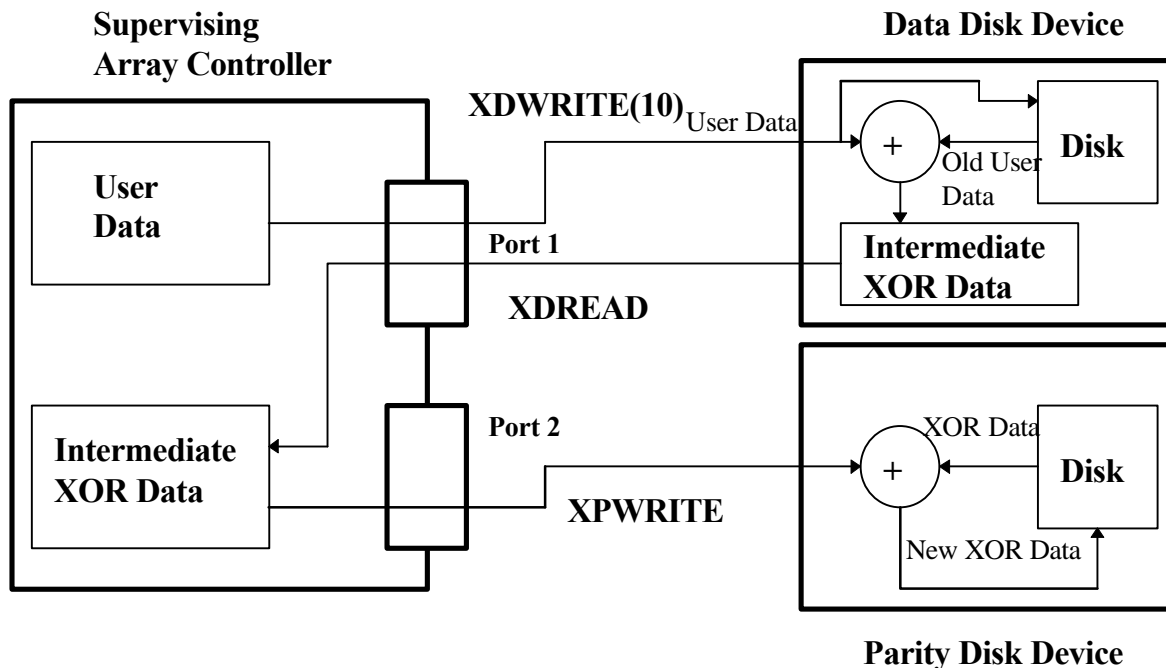 Supervising
Array Controller
Data Disk Device
XDWRITE(10)
User Data
+
Old User
Data
Disk
User
Data
Port 1
Intermediate
XOR Data
XDREAD
Intermediate
XOR Data
Port 2
XPWRITE
XOR Data
+
Disk
New XOR Data
Parity Disk Device